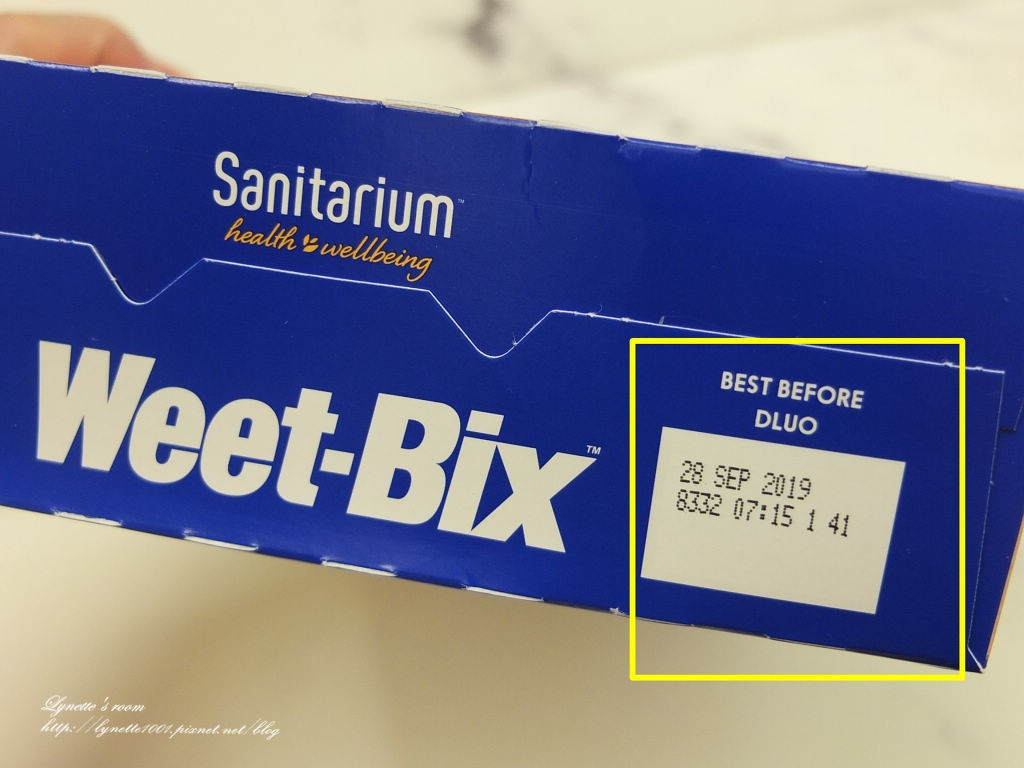 Sanitarium™
health wellbeing
Weet-Bix™
BEST BEFORE
DLUO
28 SEP 2019
8332 07:15 1 41
Lynette's room
http://lynette1001.pixnet.net/blog